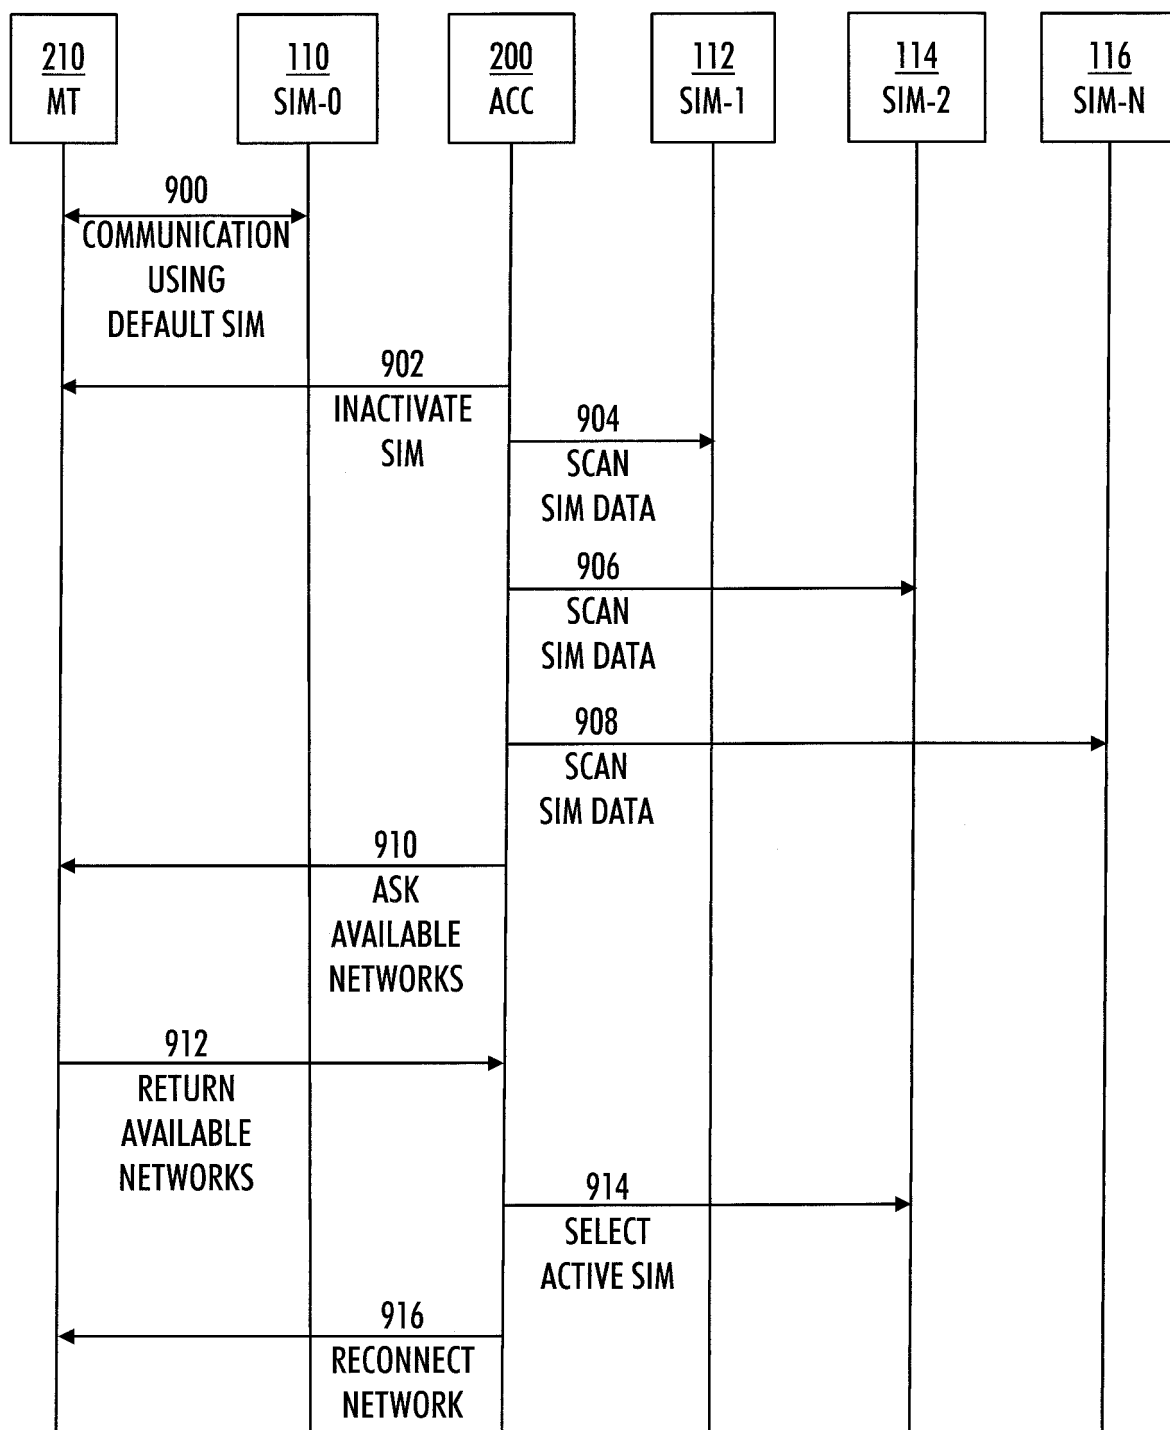 210
MT
110
SIM-0
200
ACC
112
SIM-1
114
SIM-2
116
SIM-N
900
COMMUNICATION
USING
DEFAULT SIM
902
INACTIVATE
SIM
904
SCAN
SIM DATA
906
SCAN
SIM DATA
908
SCAN
SIM DATA
910
ASK
AVAILABLE
NETWORKS
912
RETURN
AVAILABLE
NETWORKS
914
SELECT
ACTIVE SIM
916
RECONNECT
NETWORK